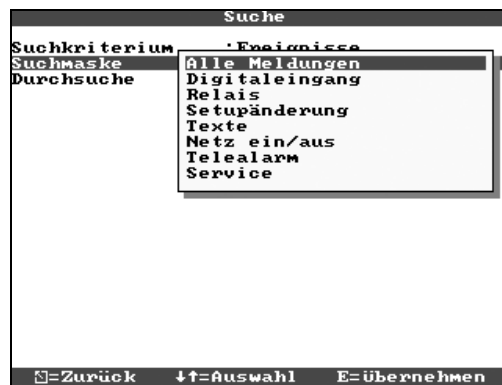 Suche
Suchkriterium :Ereignisse
Suchmaske
Durchsuche
Alle Meldungen
Digitaleingang
Relais
Setupänderung
Texte
Netz ein/aus
Telealarm
Service
=Zurück ↓↑=Auswahl E=übernehmen